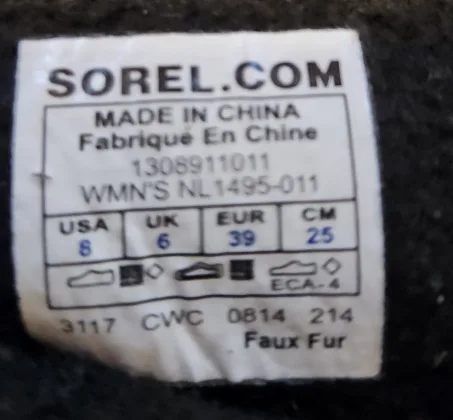 SOREL.COM
MADE IN CHINA
Fabriqué En Chine
1308911011
WMN'S NL1495-011
USA UK EUR CM
8 6 39 25
ECA-4
3117 CWC 0814 214
Faux Fur